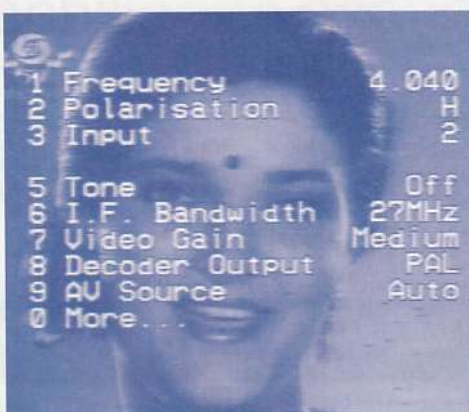 1 Frequency 4.040
2 Polarisation H
3 Input 2
5 Tone Off
6 I.F. Bandwidth 27MHz
7 Video Gain Medium
8 Decoder Output PAL
9 AV Source Auto
0 More...